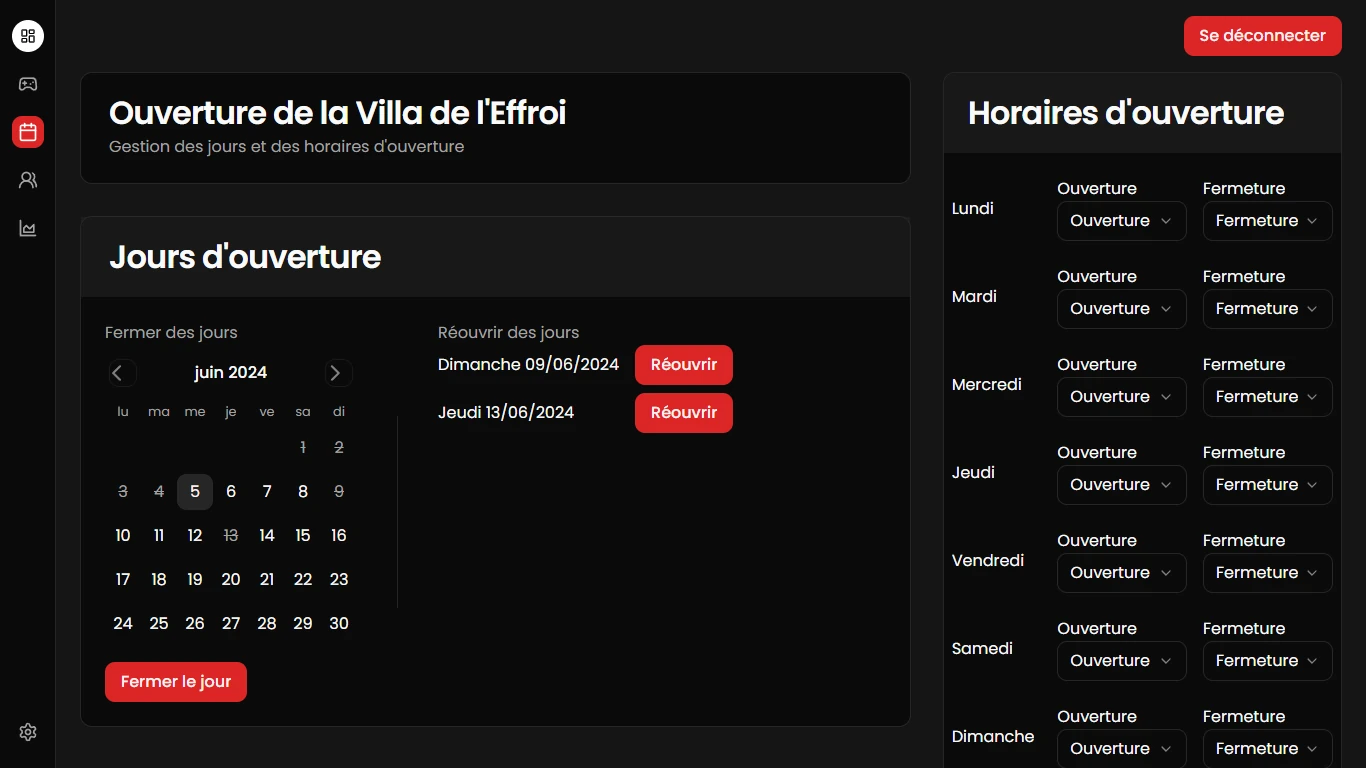 Se déconnecter
Ouverture de la Villa de l'Effroi
Gestion des jours et des horaires d'ouverture
Jours d'ouverture
Fermer des jours
juin 2024
lu ma me je ve sa di
1 2
3 4 5 6 7 8 9
10 11 12 13 14 15 16
17 18 19 20 21 22 23
24 25 26 27 28 29 30
Fermer le jour
Réouvrir des jours
Dimanche 09/06/2024 Réouvrir
Jeudi 13/06/2024 Réouvrir
Horaires d'ouverture
Ouverture Fermeture
Lundi Ouverture Fermeture
Ouverture Fermeture
Mardi Ouverture Fermeture
Ouverture Fermeture
Mercredi Ouverture Fermeture
Ouverture Fermeture
Jeudi Ouverture Fermeture
Ouverture Fermeture
Vendredi Ouverture Fermeture
Ouverture Fermeture
Samedi Ouverture Fermeture
Ouverture Fermeture
Dimanche Ouverture Fermeture